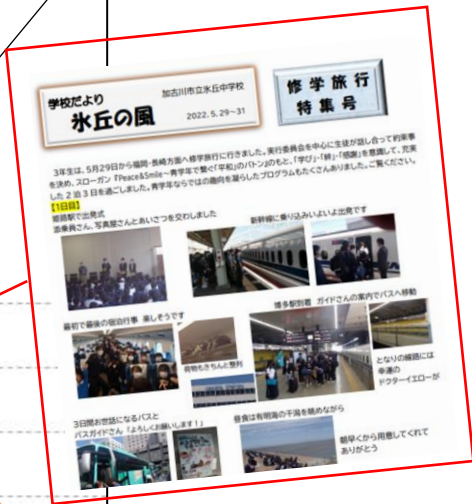 学校だより
氷丘の風
加古川市立氷丘中学校
2022.5.29~31
修学旅行
特集号
3年生は、5月29日から福岡・長崎方面へ修学旅行に行きました。実行委員会を中心に生徒が話し合って約束事
を決め、スローガン『Peace&Smile~青学年で繋ぐ「平和」のバトン』のもと、「学び」・「絆」・「感謝」を意識して、充実
した2泊3日を過ごしました。青学年ならではの趣向を凝らしたプログラムもたくさんありました。ご覧ください。
【1日目】
姫路駅で出発式
添乗員さん、写真屋さんとあいさつを交わしました
新幹線に乗り込みいよいよ出発です
最初で最後の宿泊行事 楽しそうです
荷物もきちんと整列
博多駅到着 ガイドさんの案内でバスへ移動
となりの線路には
幸運の
ドクターイエローが
3日間お世話になるバスと
バスガイドさん「よろしくお願いします!」
昼食は有明海の干潟を眺めながら
朝早くから用意してくれて
ありがとう